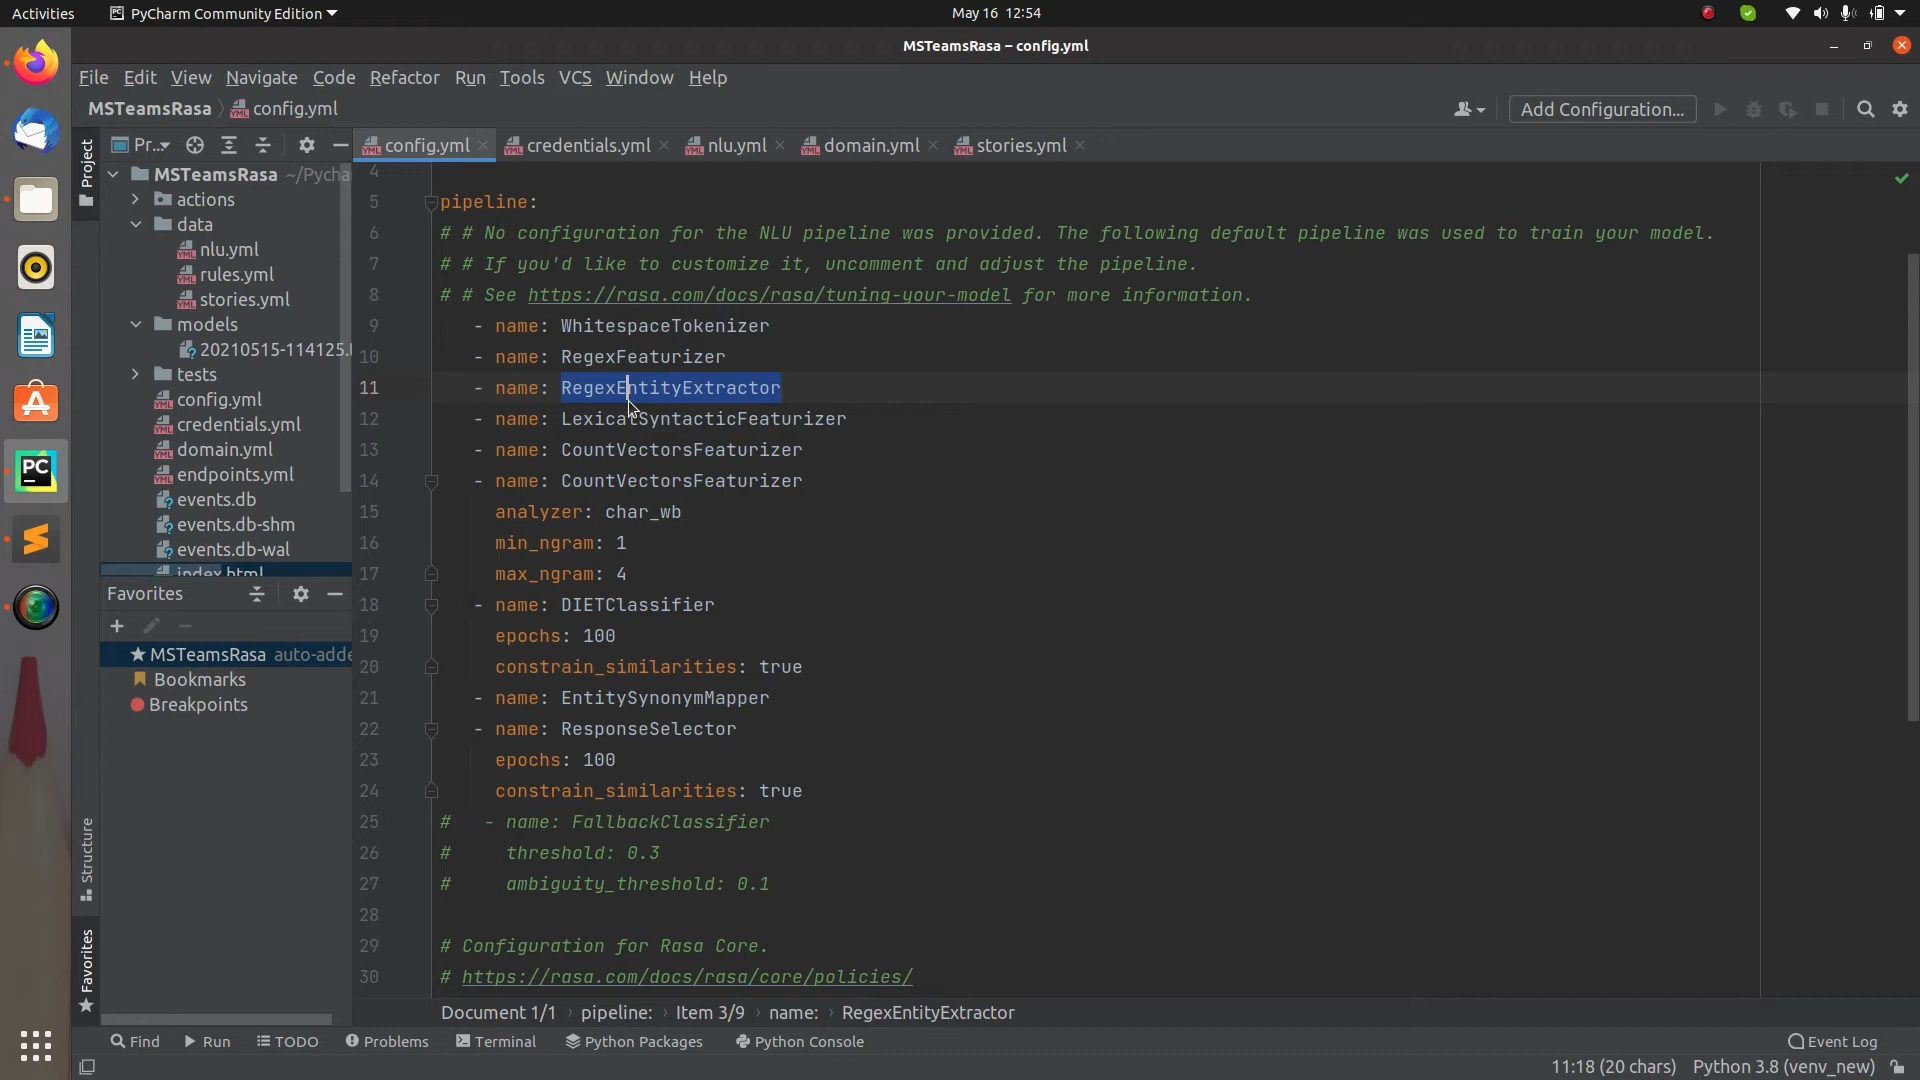 Activities
PyCharm Community Edition
May 16 12:54
MSTeamsRasa – config.yml
File Edit View Navigate Code Refactor Run Tools VCS Window Help
MSTeamsRasa config.yml
Add Configuration...
Project
Pr...
config.yml credentials.yml nlu.yml domain.yml stories.yml
MSTeamsRasa ~/Pycha
actions
data
nlu.yml
rules.yml
stories.yml
models
20210515-114125.
tests
config.yml
credentials.yml
domain.yml
endpoints.yml
events.db
events.db-shm
events.db-wal
index.html
Favorites
MSTeamsRasa auto-adde
Bookmarks
Breakpoints
Structure
Favorites
4
5 pipeline:
6 # # No configuration for the NLU pipeline was provided. The following default pipeline was used to train your model.
7 # # If you'd like to customize it, uncomment and adjust the pipeline.
8 # # See https://rasa.com/docs/rasa/tuning-your-model for more information.
9 - name: WhitespaceTokenizer
10 - name: RegexFeaturizer
11 - name: RegexEntityExtractor
12 - name: LexicalSyntacticFeaturizer
13 - name: CountVectorsFeaturizer
14 - name: CountVectorsFeaturizer
15 analyzer: char_wb
16 min_ngram: 1
17 max_ngram: 4
18 - name: DIETClassifier
19 epochs: 100
20 constrain_similarities: true
21 - name: EntitySynonymMapper
22 - name: ResponseSelector
23 epochs: 100
24 constrain_similarities: true
25 # - name: FallbackClassifier
26 # threshold: 0.3
27 # ambiguity_threshold: 0.1
28
29 # Configuration for Rasa Core.
30 # https://rasa.com/docs/rasa/core/policies/
Document 1/1 › pipeline: › Item 3/9 › name: › RegexEntityExtractor
Find Run TODO Problems Terminal Python Packages Python Console Event Log
11:18 (20 chars) Python 3.8 (venv_new)